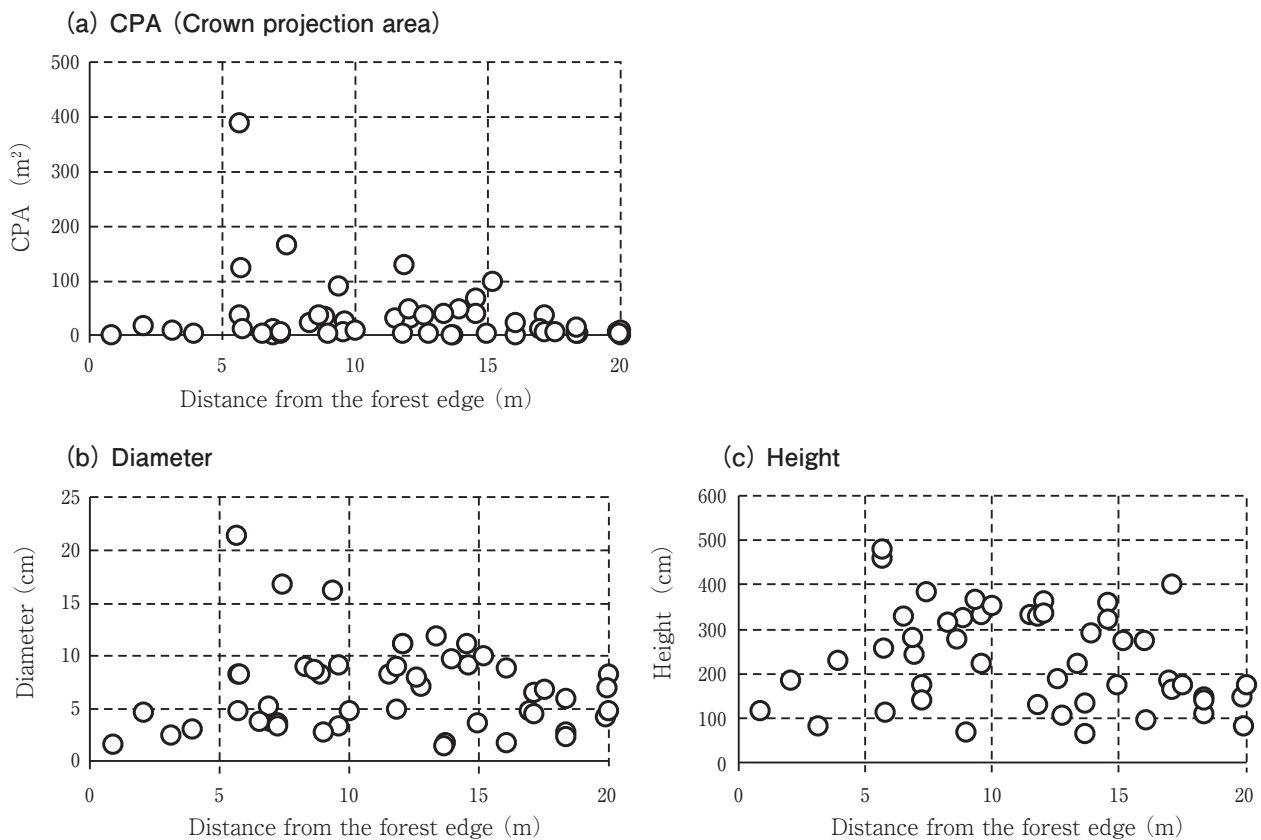 (a) CPA (Crown projection area)
500
400
300
200
100
0
CPA (m²)
0 5 10 15 20
Distance from the forest edge (m)
(b) Diameter
25
20
15
10
5
0
Diameter (cm)
0 5 10 15 20
Distance from the forest edge (m)
(c) Height
600
500
400
300
200
100
0
Height (cm)
0 5 10 15 20
Distance from the forest edge (m)